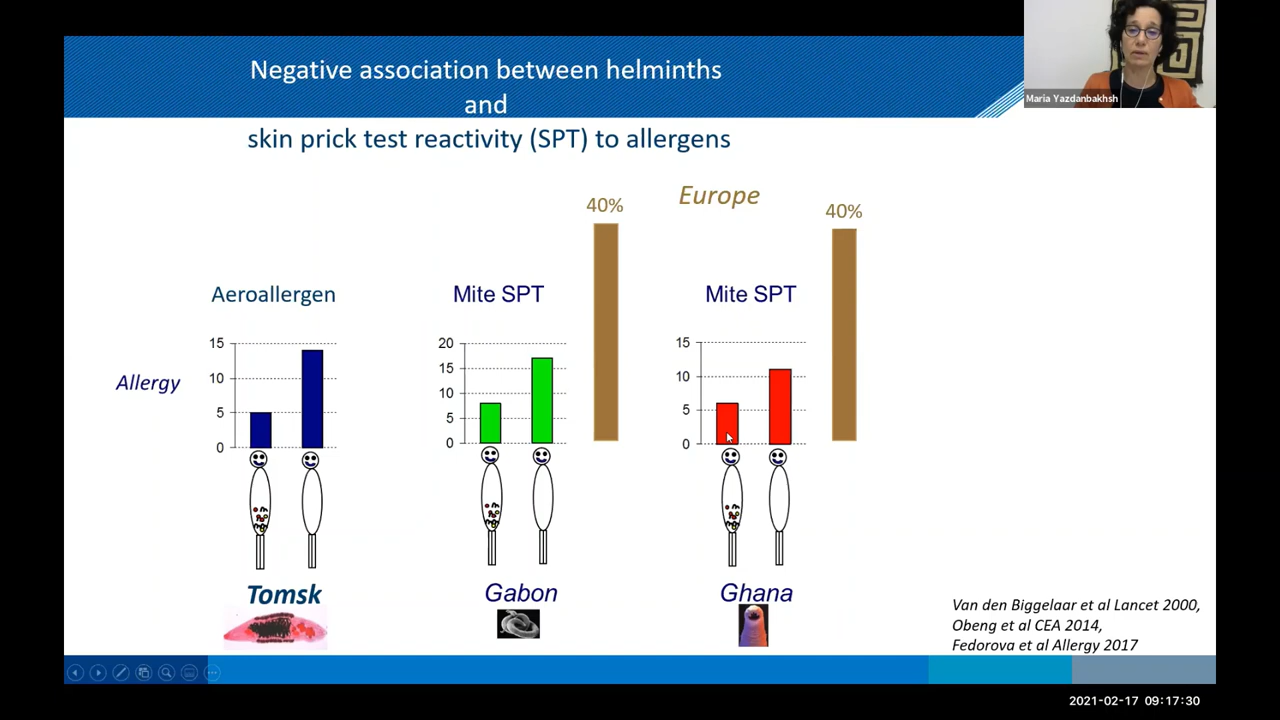 Negative association between helminths
and
skin prick test reactivity (SPT) to allergens
Maria Yazdanbakhsh
Europe
40%
40%
Aeroallergen
Mite SPT
Mite SPT
Allergy
15
10
5
0
20
15
10
5
0
15
10
5
0
Tomsk
Gabon
Ghana
Van den Biggelaar et al Lancet 2000,
Obeng et al CEA 2014,
Fedorova et al Allergy 2017
2021-02-17 09:17:30